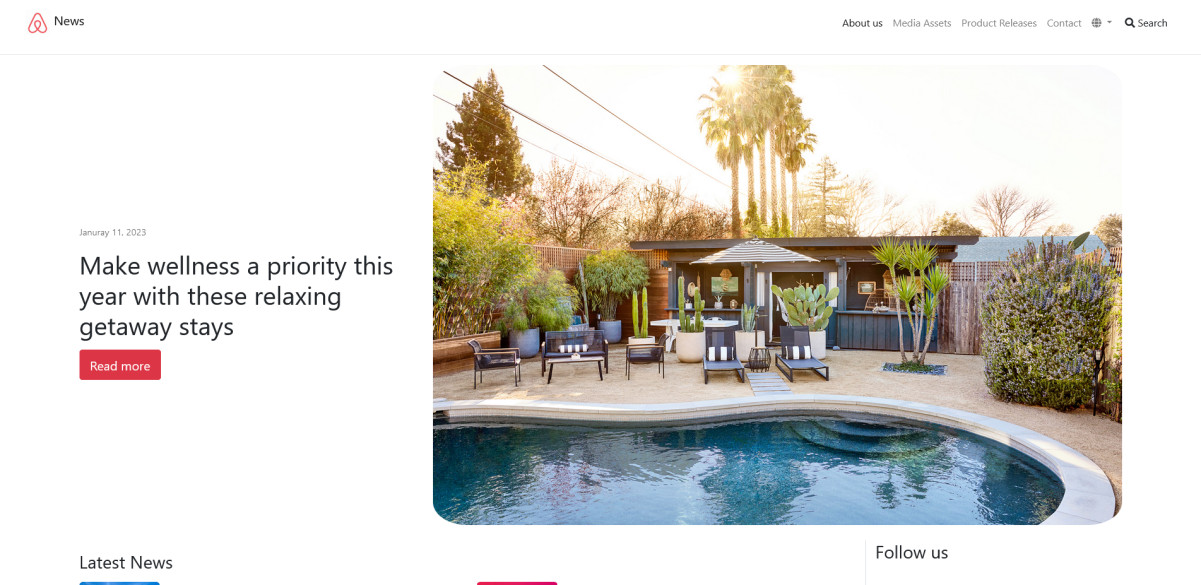 News
About us
Media Assets
Product Releases
Contact
Search
Januray 11, 2023
Make wellness a priority this
year with these relaxing
getaway stays
Read more
Latest News
Follow us